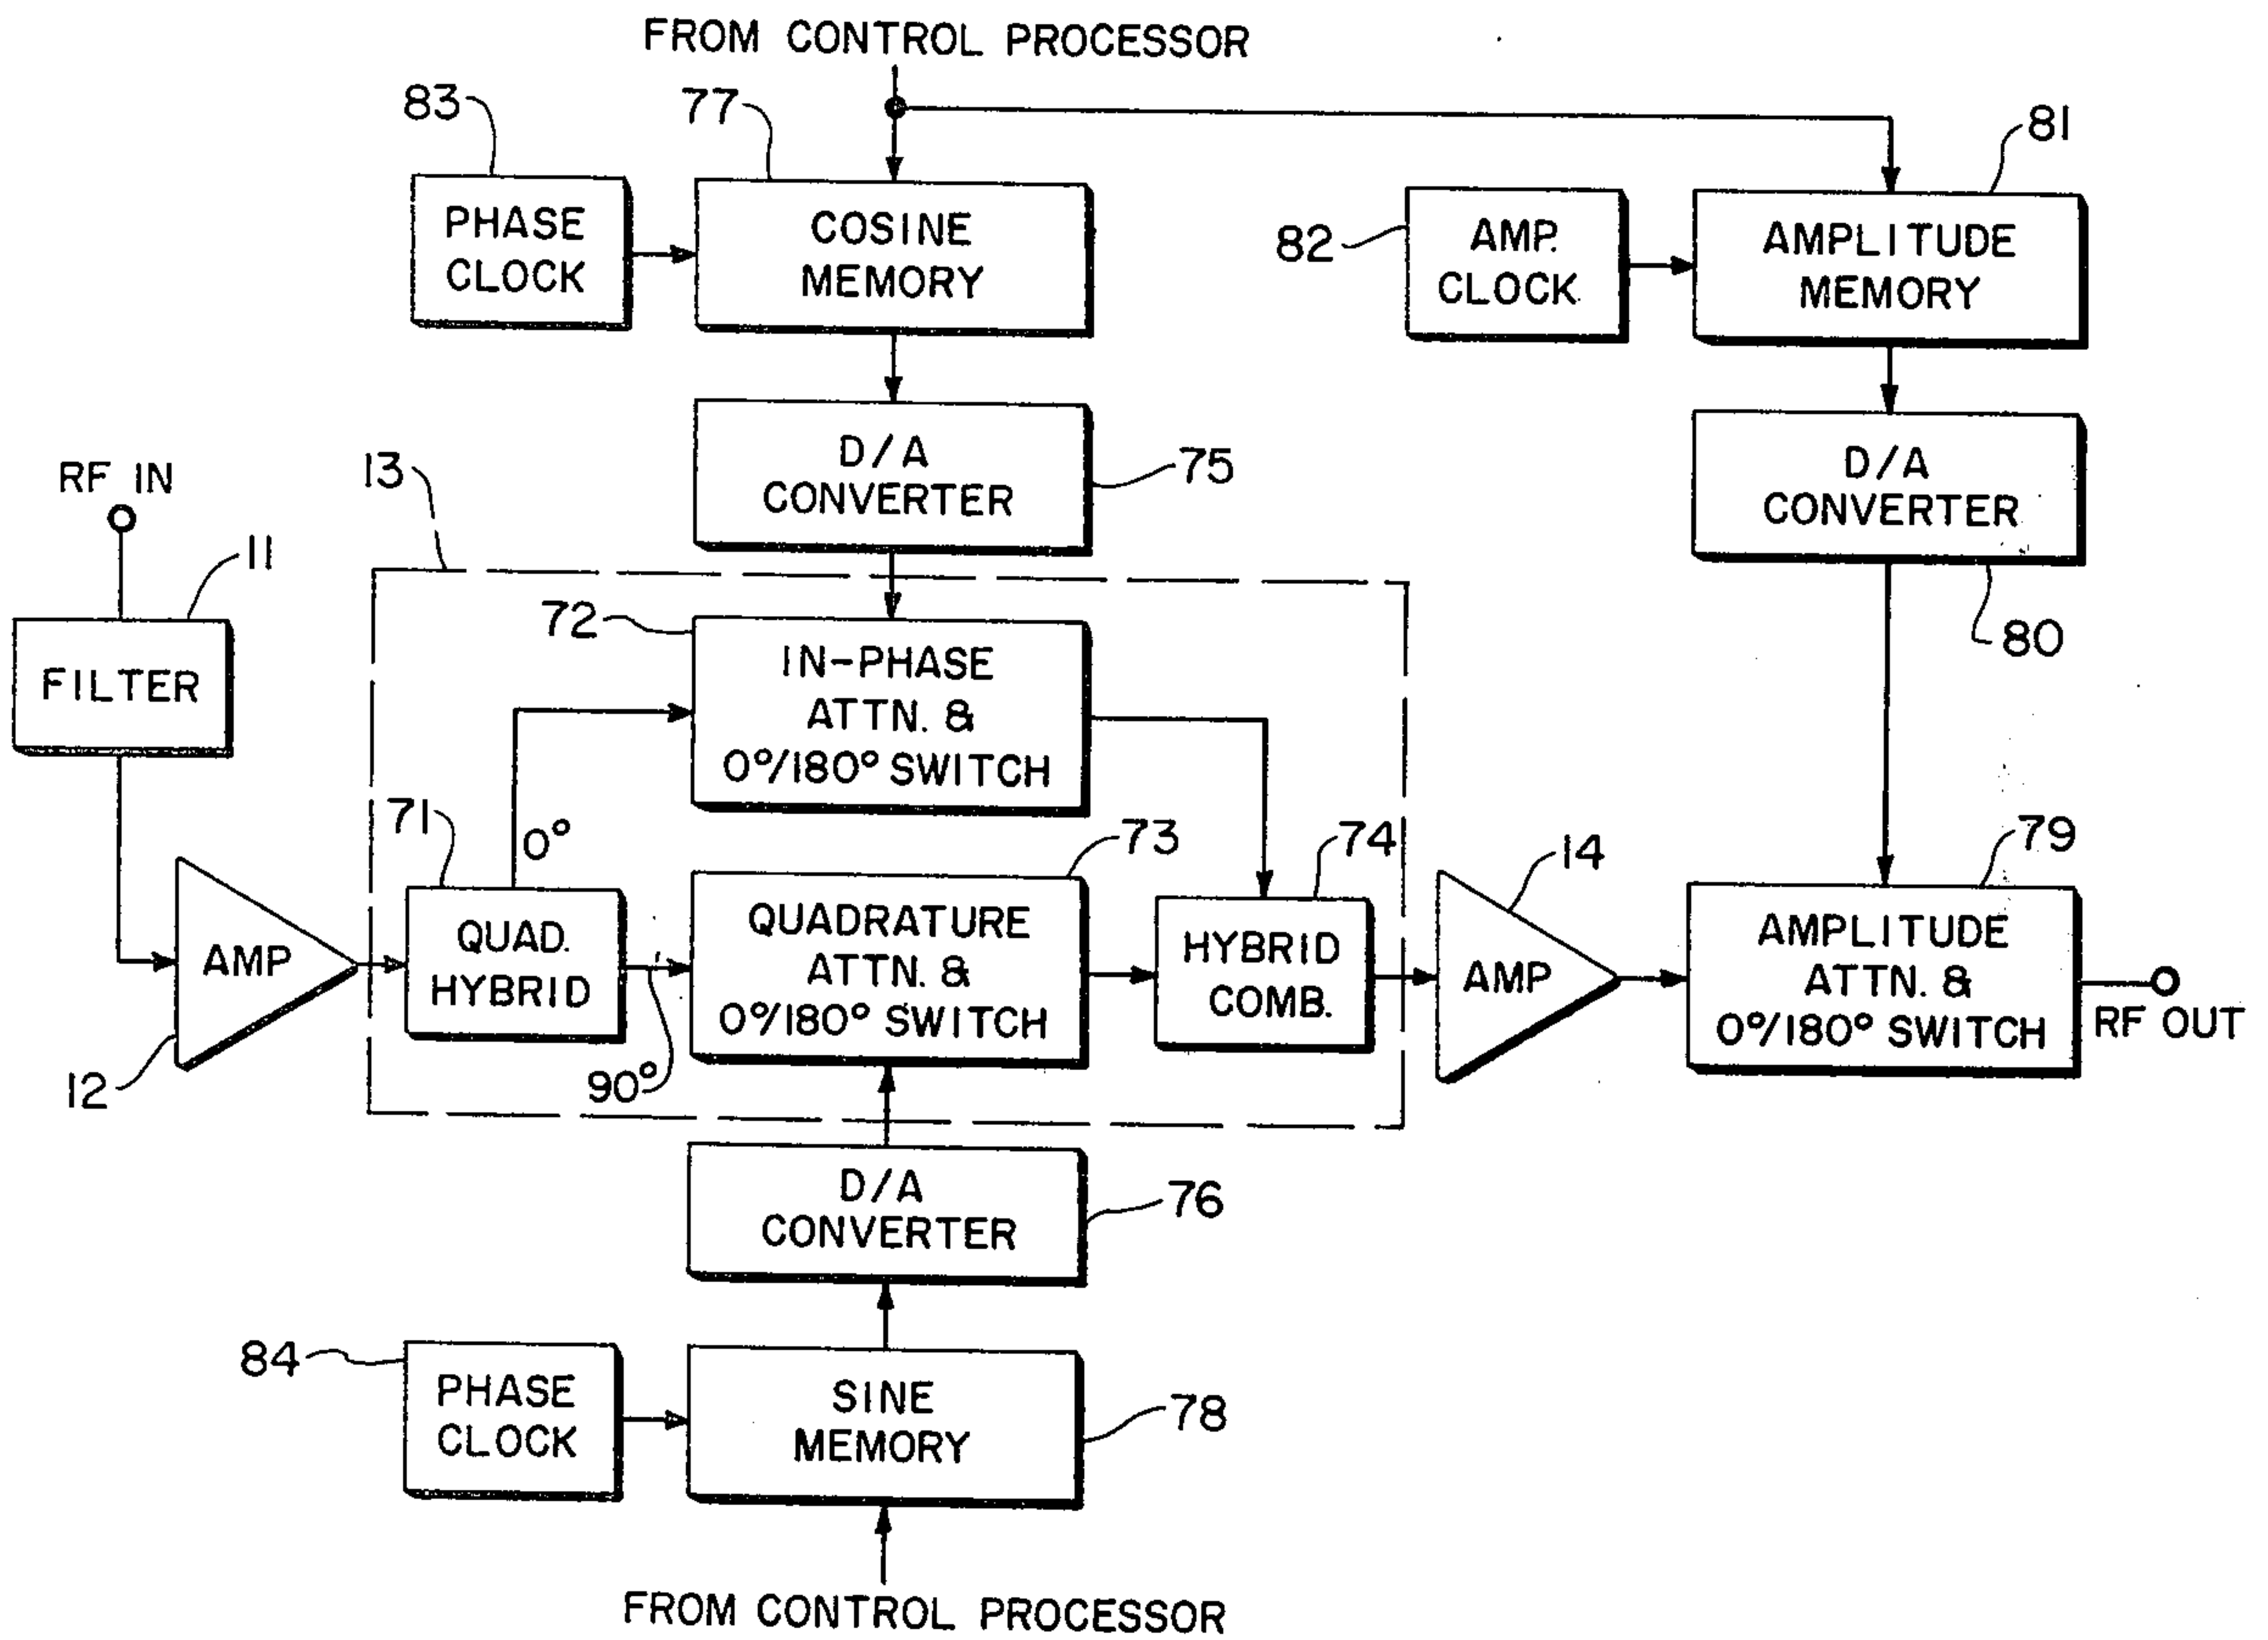 FROM CONTROL PROCESSOR
83
77
81
PHASE
CLOCK
COSINE
MEMORY
82
AMP.
CLOCK
AMPLITUDE
MEMORY
D/A
CONVERTER
75
D/A
CONVERTER
80
RF IN
11
FILTER
13
72
IN-PHASE
ATTN. &
0°/180° SWITCH
71
0°
73
74
14
79
AMP
12
QUAD.
HYBRID
90°
QUADRATURE
ATTN. &
0°/180° SWITCH
HYBRID
COMB.
AMP
AMPLITUDE
ATTN. &
0°/180° SWITCH
RF OUT
D/A
CONVERTER
76
84
PHASE
CLOCK
SINE
MEMORY
78
FROM CONTROL PROCESSOR